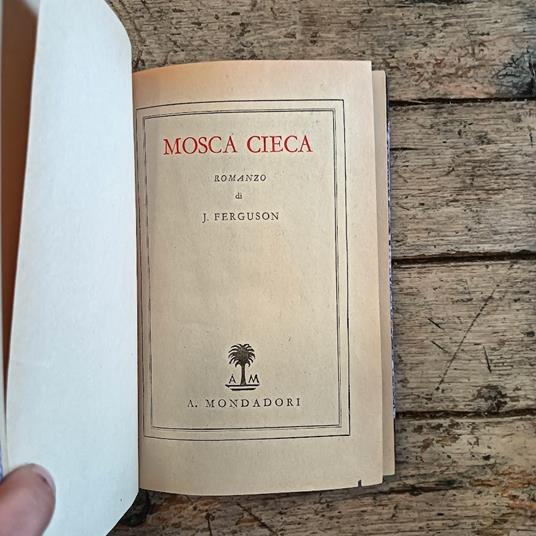 MOSCA CIECA
ROMANZO
di
J. FERGUSON
A M
A. MONDADORI